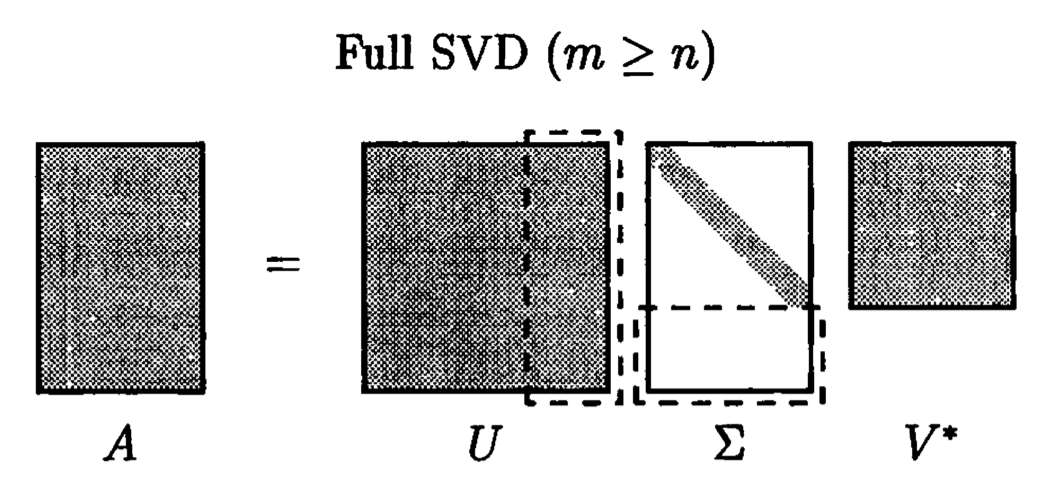 Full SVD (m ≥ n)
A = U Σ V*